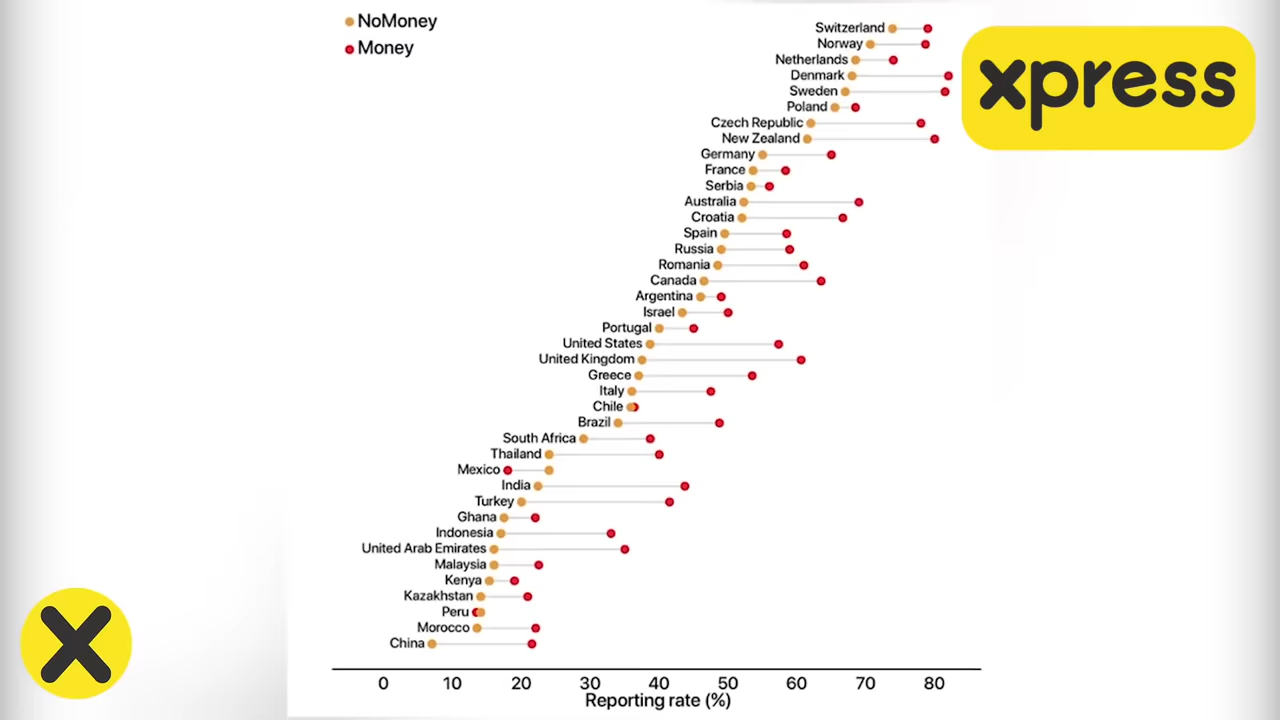 NoMoney
Money
xpress
Switzerland
Norway
Netherlands
Denmark
Sweden
Poland
Czech Republic
New Zealand
Germany
France
Serbia
Australia
Croatia
Spain
Russia
Romania
Canada
Argentina
Israel
Portugal
United States
United Kingdom
Greece
Italy
Chile
Brazil
South Africa
Thailand
Mexico
India
Turkey
Ghana
Indonesia
United Arab Emirates
Malaysia
Kenya
Kazakhstan
Peru
Morocco
China
0 10 20 30 40 50 60 70 80
Reporting rate (%)
X